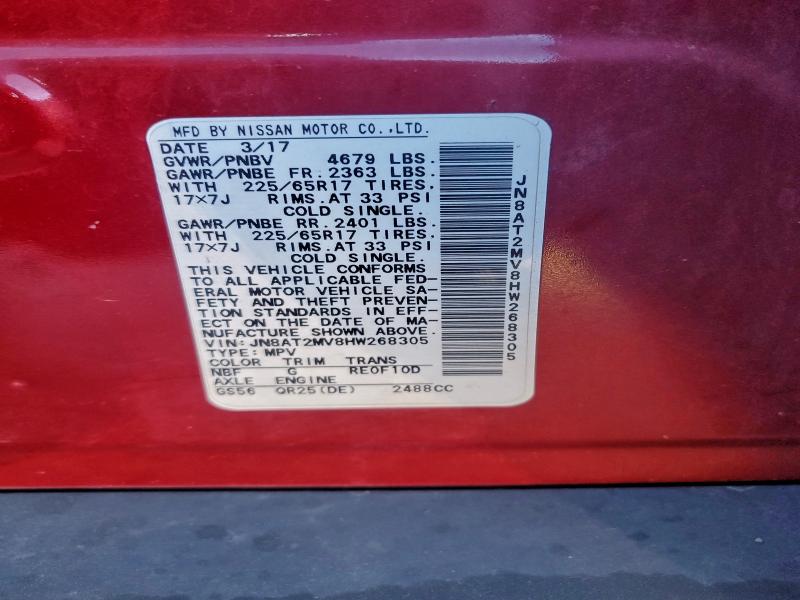 MFD BY NISSAN MOTOR CO.,LTD.
DATE 3/17
GVWR/PNBV 4679 LBS.
GAWR/PNBE FR. 2363 LBS.
WITH 225/65R17 TIRES.
17×7J RIMS.AT 33 PSI
COLD SINGLE.
GAWR/PNBE RR. 2401 LBS.
WITH 225/65R17 TIRES.
17×7J RIMS.AT 33 PSI
COLD SINGLE.
THIS VEHICLE CONFORMS
TO ALL APPLICABLE FED-
ERAL MOTOR VEHICLE SA-
FETY AND THEFT PREVEN-
TION STANDARDS IN EFF-
ECT ON THE DATE OF MA-
NUFACTURE SHOWN ABOVE.
VIN: JN8AT2MV8HW268305
TYPE: MPV
COLOR TRIM TRANS
NBF G RE0F10D
AXLE ENGINE
GS56 QR25(DE) 2488CC
JN8AT2MV8HW268305